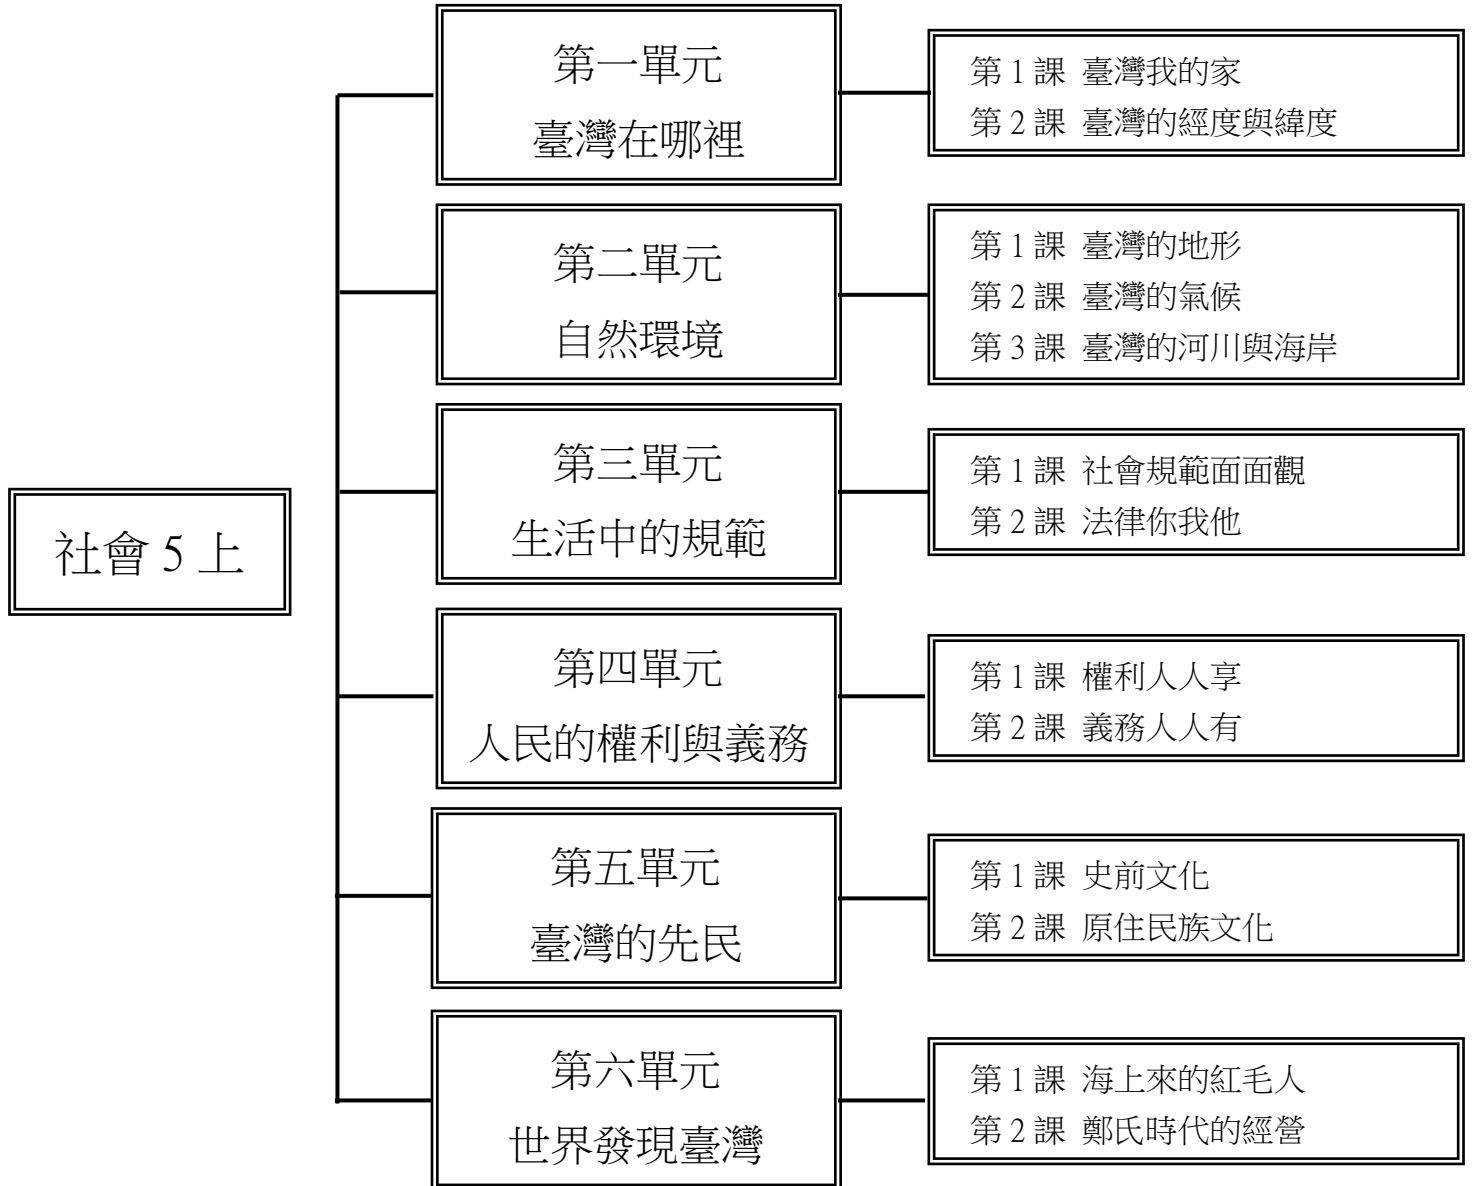 社會 5 上
第一單元
臺灣在哪裡
第 1 課 臺灣我的家
第 2 課 臺灣的經度與緯度
第二單元
自然環境
第 1 課 臺灣的地形
第 2 課 臺灣的氣候
第 3 課 臺灣的河川與海岸
第三單元
生活中的規範
第 1 課 社會規範面面觀
第 2 課 法律你我他
第四單元
人民的權利與義務
第 1 課 權利人人享
第 2 課 義務人人有
第五單元
臺灣的先民
第 1 課 史前文化
第 2 課 原住民族文化
第六單元
世界發現臺灣
第 1 課 海上來的紅毛人
第 2 課 鄭氏時代的經營